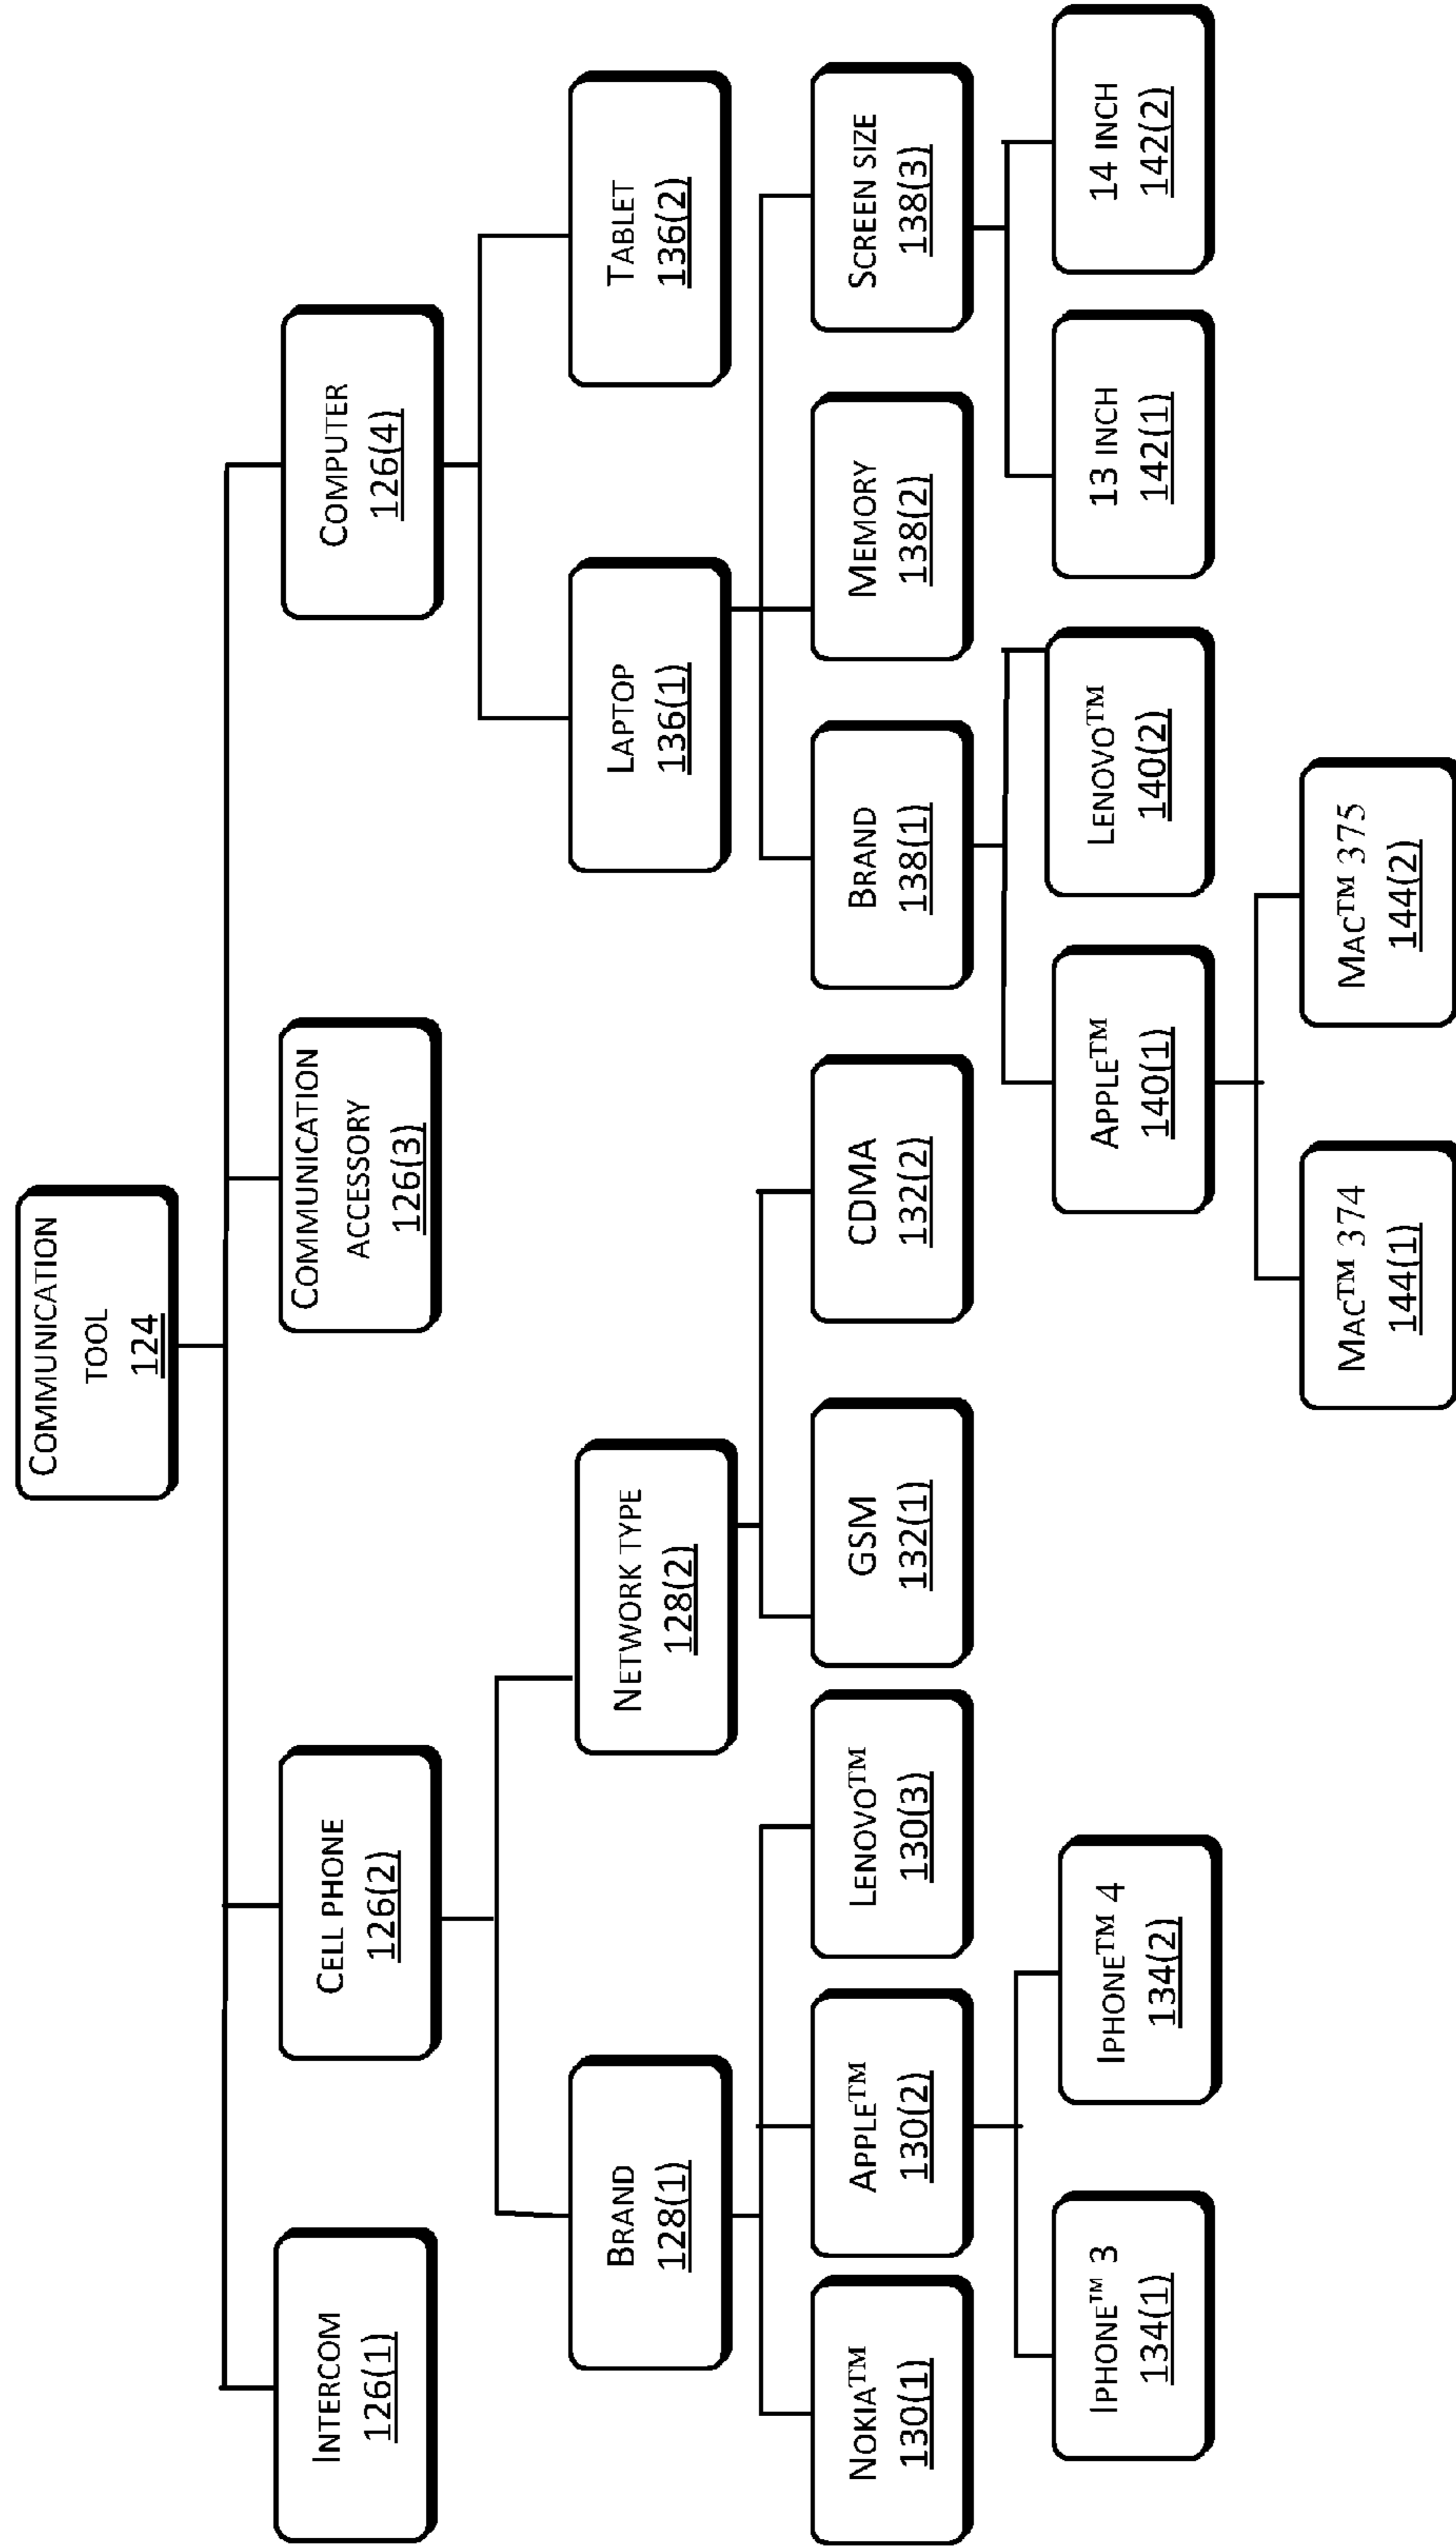 COMMUNICATION
TOOL
124
INTERCOM
126(1)
CELL PHONE
126(2)
COMMUNICATION
ACCESSORY
126(3)
COMPUTER
126(4)
BRAND
128(1)
NETWORK TYPE
128(2)
LAPTOP
136(1)
TABLET
136(2)
NOKIA™
130(1)
APPLE™
130(2)
LENOVO™
130(3)
GSM
132(1)
CDMA
132(2)
BRAND
138(1)
MEMORY
138(2)
SCREEN SIZE
138(3)
IPHONE™ 3
134(1)
IPHONE™ 4
134(2)
APPLE™
140(1)
LENOVO™
140(2)
13 INCH
142(1)
14 INCH
142(2)
MAC™ 374
144(1)
MAC™ 375
144(2)